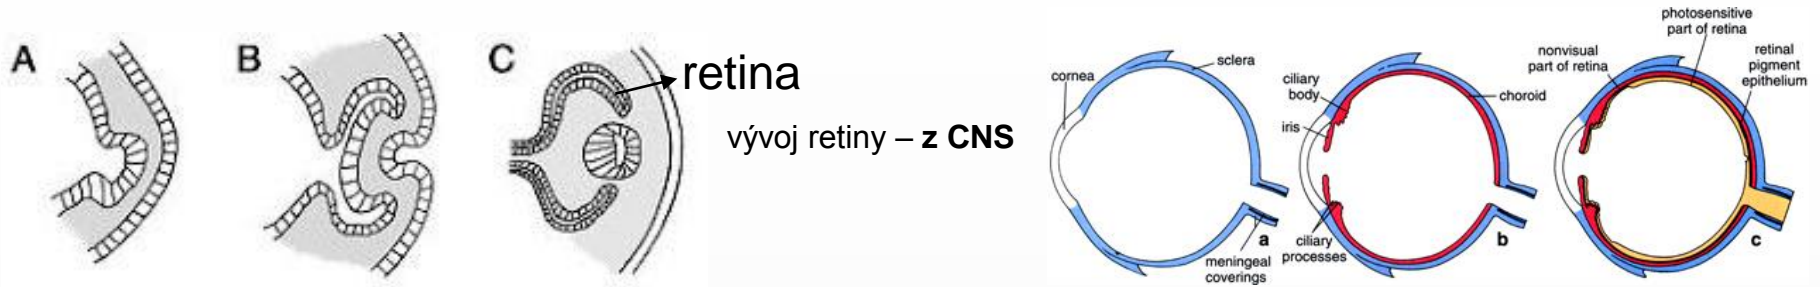 A
B
C
retina
vývoj retiny – z CNS
cornea
sclera
meningeal
coverings
a
ciliary
body
iris
choroid
ciliary
processes
b
photosensitive
part of retina
nonvisual
part of retina
retinal
pigment
epithelium
c